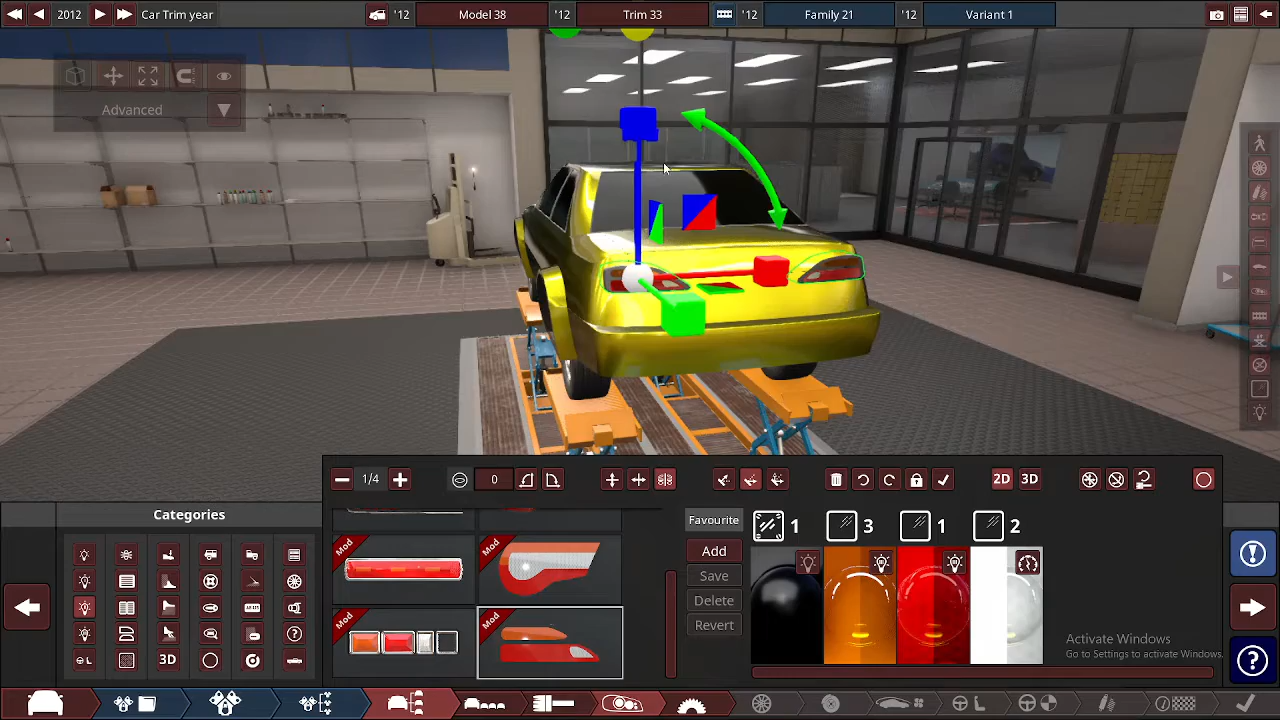 2012 Car Trim year '12 Model 38 '12 Trim 33 '12 Family 21 '12 Variant 1
Advanced
1/4 0 2D 3D
Categories
Favourite 1 3 1 2
Add
Save
Delete
Revert
Mod Mod
Mod Mod
3D
Activate Windows
Go to Settings to activate Windows.